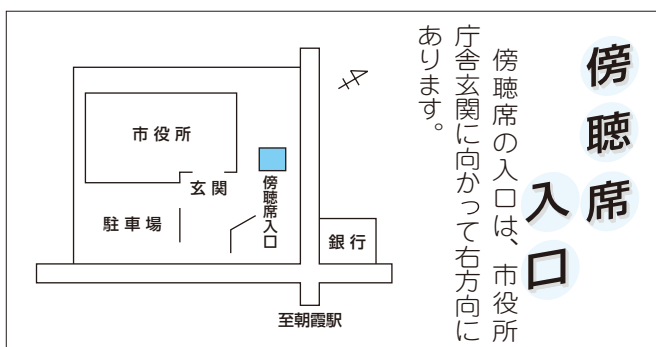 傍聴席
入口
傍聴席の入口は、市役所
庁舎玄関に向かって右方向に
あります。
市役所
玄関
傍聴席入口
駐車場
銀行
至朝霞駅